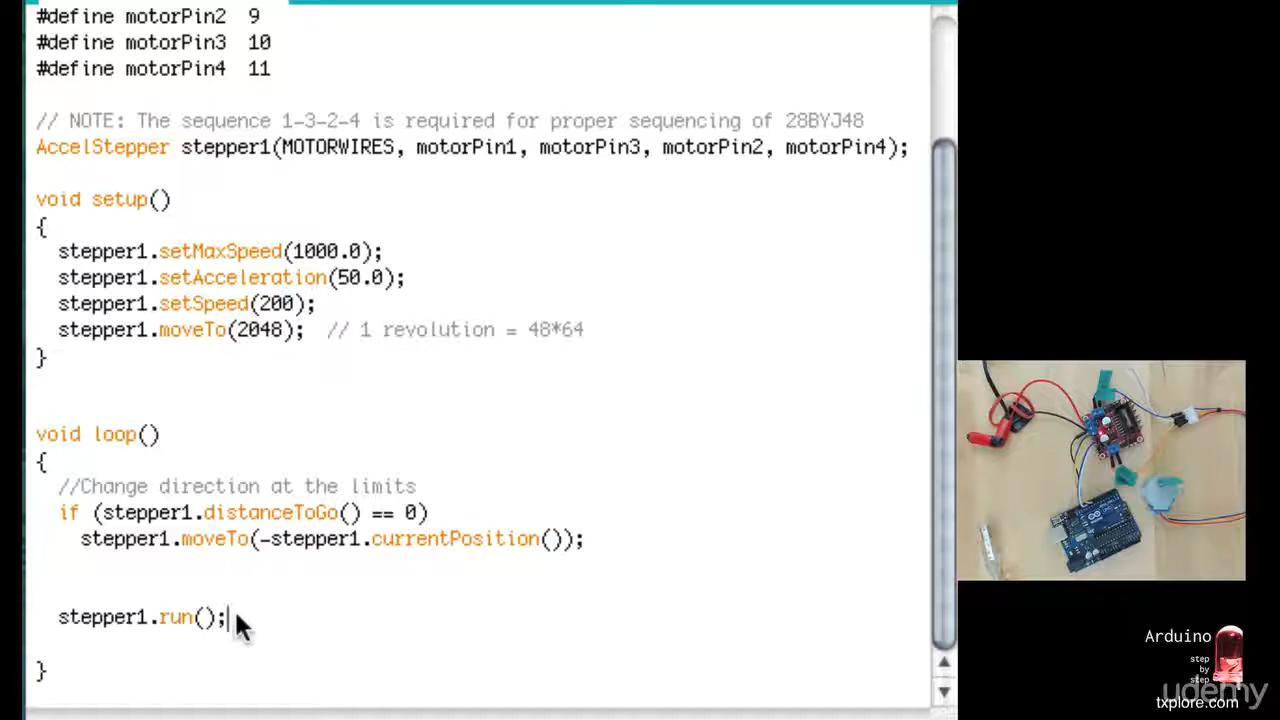 #define motorPin2  9
#define motorPin3  10
#define motorPin4  11
// NOTE: The sequence 1-3-2-4 is required for proper sequencing of 28BYJ48
AccelStepper stepper1(MOTORWIRES, motorPin1, motorPin3, motorPin2, motorPin4);
void setup()
{
  stepper1.setMaxSpeed(1000.0);
  stepper1.setAcceleration(50.0);
  stepper1.setSpeed(200);
  stepper1.moveTo(2048);  // 1 revolution = 48*64
}
void loop()
{
  //Change direction at the limits
  if (stepper1.distanceToGo() == 0)
    stepper1.moveTo(-stepper1.currentPosition());
  stepper1.run();
}
Arduino
step
by
step
udemy
txplore.com